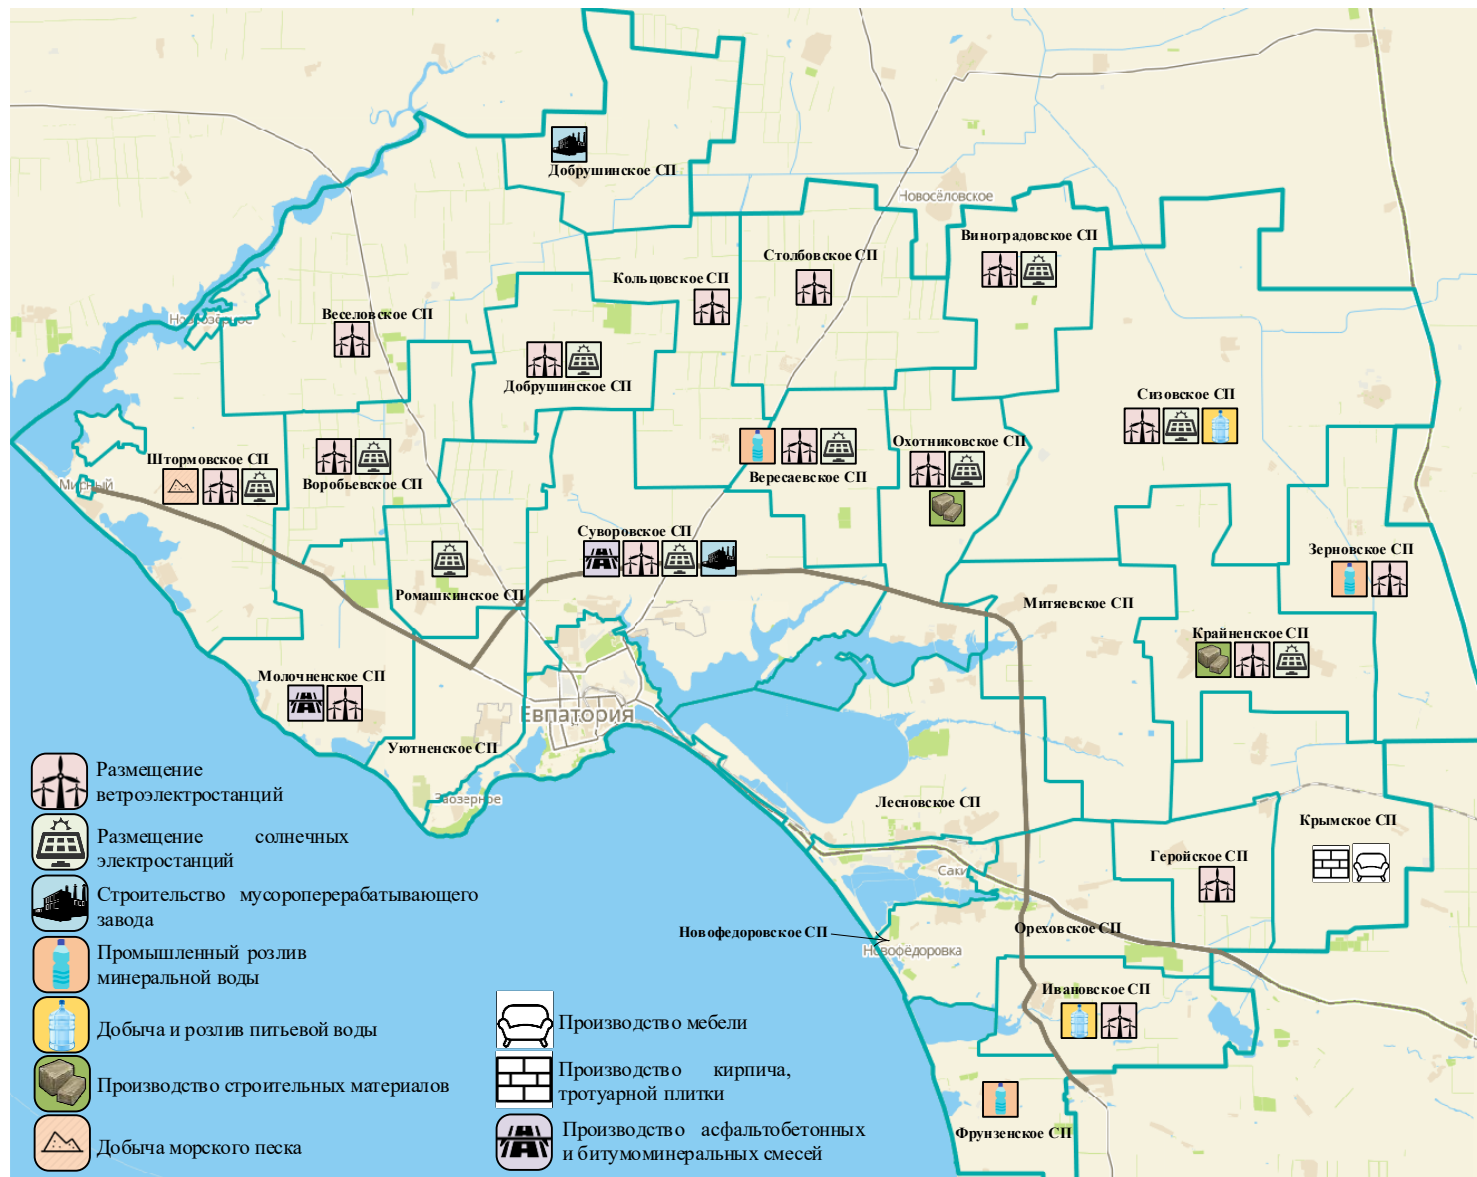 Добрушинское СП
Новосёловское
Виноградовское СП
Столбовское СП
Кольцовское СП
Веселовское СП
Новоозёрное
Добрушинское СП
Сизовское СП
Охотниковское СП
Штормовское СП
Мирный
Воробьевское СП
Вересаевское СП
Суворовское СП
Зерновское СП
Ромашкинское СП
Митяевское СП
Крайненское СП
Молочненское СП
Евпатория
Уютненское СП
Заозерное
Лесновское СП
Крымское СП
Геройское СП
Саки
Ореховское СП
Новофедоровское СП
Новофёдоровка
Ивановское СП
Фрунзенское СП
Размещение
ветроэлектростанций
Размещение солнечных
электростанций
Строительство мусороперерабатывающего
завода
Промышленный розлив
минеральной воды
Добыча и розлив питьевой воды
Производство строительных материалов
Добыча морского песка
Производство мебели
Производство кирпича,
тротуарной плитки
Производство асфальтобетонных
и битумоминеральных смесей